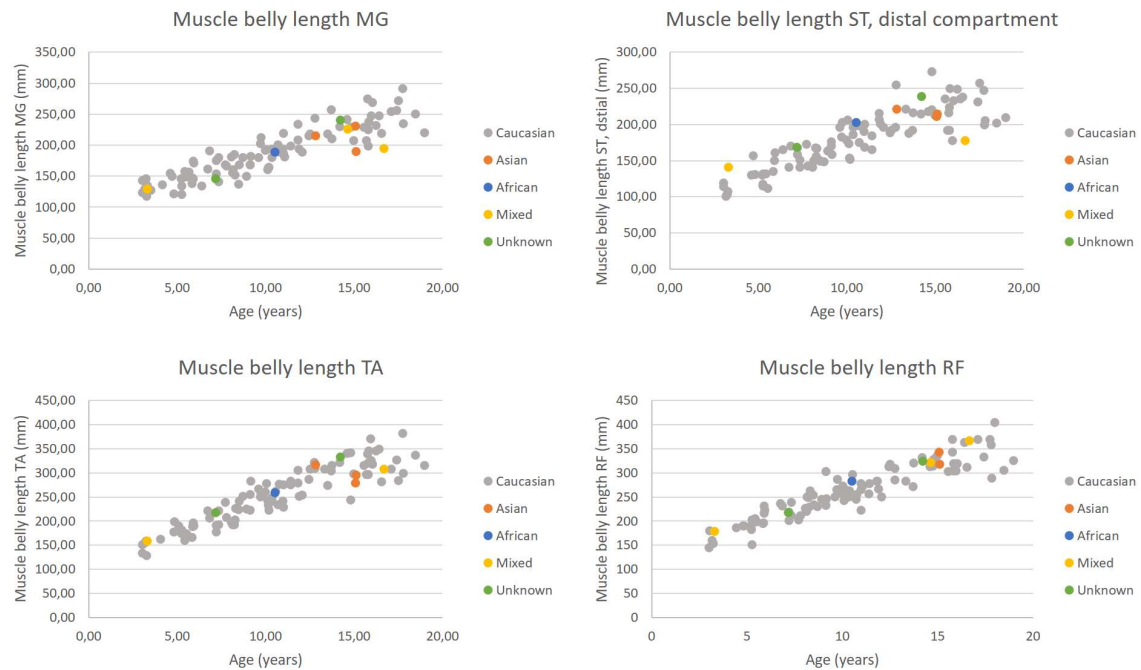 Muscle belly length MG
Muscle belly length MG (mm)
350,00
300,00
250,00
200,00
150,00
100,00
50,00
0,00
0,00 5,00 10,00 15,00 20,00
Age (years)
Caucasian
Asian
African
Mixed
Unknown
Muscle belly length ST, distal compartment
Muscle belly length ST, dstial (mm)
300,00
250,00
200,00
150,00
100,00
50,00
0,00
0,00 5,00 10,00 15,00 20,00
Age (years)
Caucasian
Asian
African
Mixed
Unknown
Muscle belly length TA
Muscle belly length TA (mm)
450,00
400,00
350,00
300,00
250,00
200,00
150,00
100,00
50,00
0,00
0,00 5,00 10,00 15,00 20,00
Age (years)
Caucasian
Asian
African
Mixed
Unknown
Muscle belly length RF
Muscle belly length RF (mm)
450
400
350
300
250
200
150
100
50
0
0 5 10 15 20
Age (years)
Caucasian
Asian
African
Mixed
Unknown